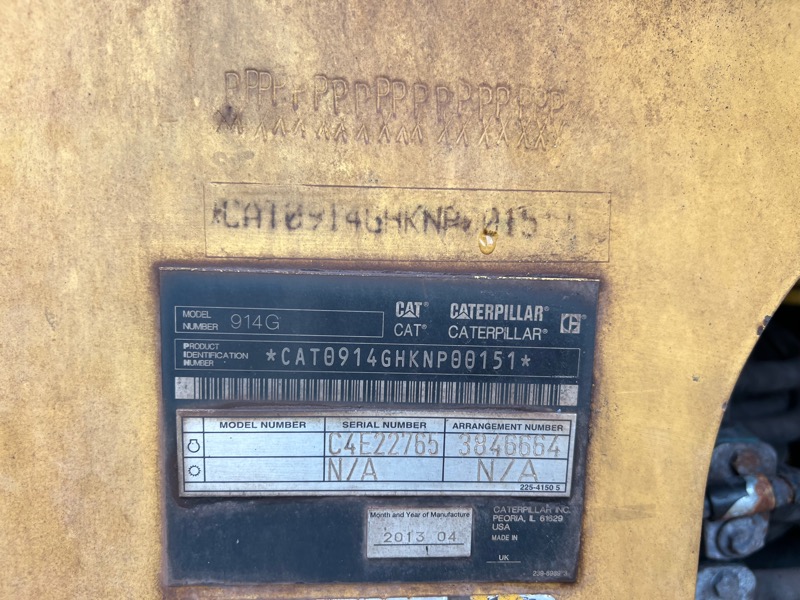 *CAT0914GHKNP 015
MODEL NUMBER 914G
CAT® CATERPILLAR®
CAT® CATERPILLAR®
PRODUCT IDENTIFICATION NUMBER *CAT0914GHKNP00151*
MODEL NUMBER SERIAL NUMBER ARRANGEMENT NUMBER
C4E22765 3846664
N/A N/A
225-4150 5
Month and Year of Manufacture
2013 04
CATERPILLAR INC.
PEORIA, IL 61629
USA
MADE IN
UK